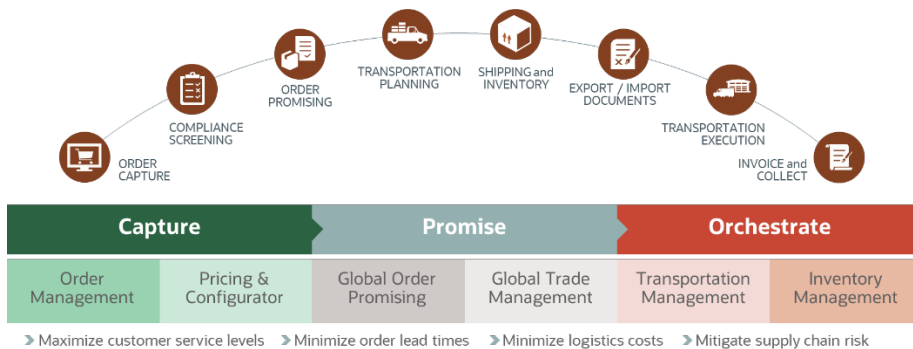 ORDER
CAPTURE
COMPLIANCE
SCREENING
ORDER
PROMISING
TRANSPORTATION
PLANNING
SHIPPING and
INVENTORY
EXPORT / IMPORT
DOCUMENTS
TRANSPORTATION
EXECUTION
INVOICE and
COLLECT
Capture
Promise
Orchestrate
Order
Management
Pricing &
Configurator
Global Order
Promising
Global Trade
Management
Transportation
Management
Inventory
Management
Maximize customer service levels
Minimize order lead times
Minimize logistics costs
Mitigate supply chain risk